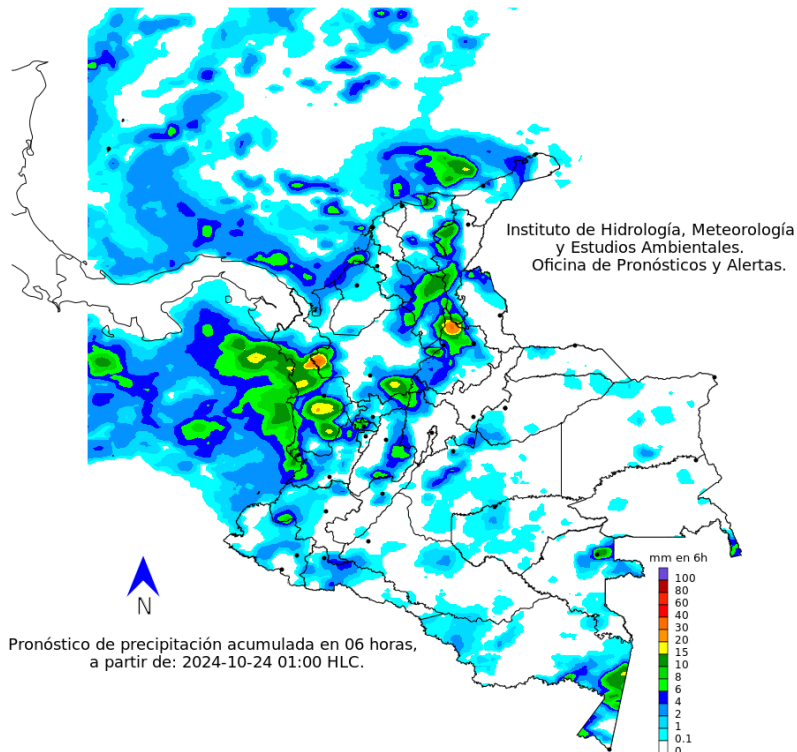 Instituto de Hidrología, Meteorología
y Estudios Ambientales.
Oficina de Pronósticos y Alertas.
N
Pronóstico de precipitación acumulada en 06 horas,
a partir de: 2024-10-24 01:00 HLC.
mm en 6h
100
80
60
40
30
20
15
10
8
6
4
2
1
0.1
0